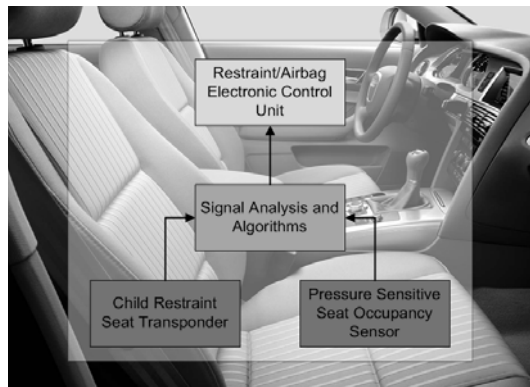 Restraint/Airbag
Electronic Control
Unit
Signal Analysis and
Algorithms
Child Restraint
Seat Transponder
Pressure Sensitive
Seat Occupancy
Sensor